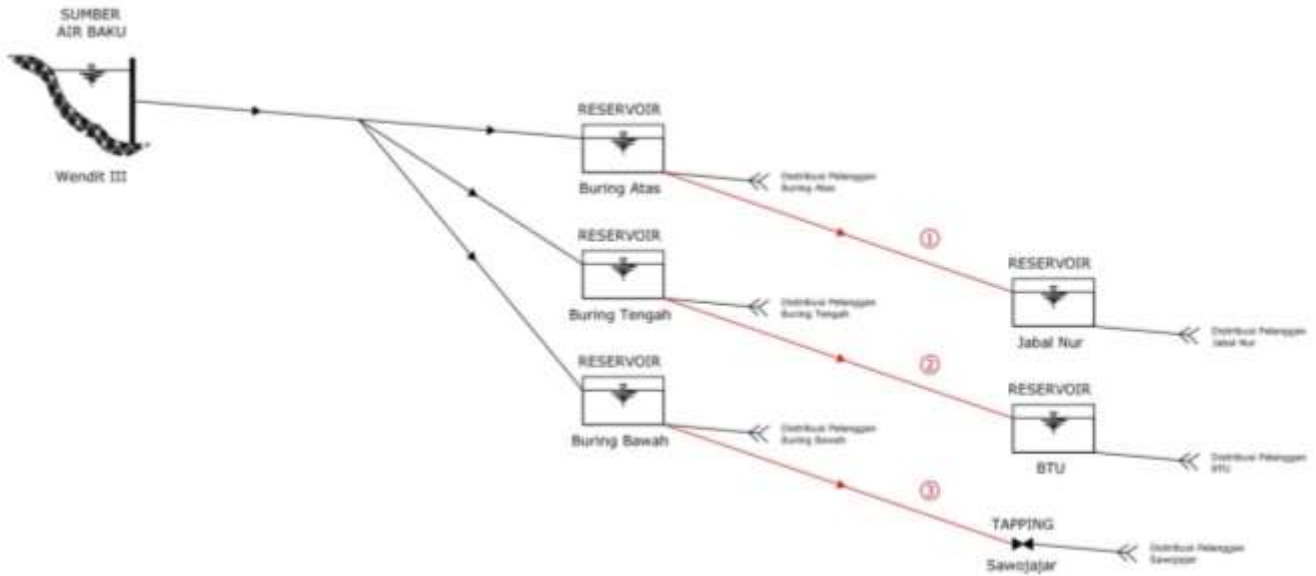 SUMBER
AIR BAKU
Wendit III
RESERVOIR
Buring Atas
Distribusi Pelanggan
Buring Atas
①
RESERVOIR
Jabal Nur
Distribusi Pelanggan
Jabal Nur
RESERVOIR
Buring Tengah
Distribusi Pelanggan
Buring Tengah
②
RESERVOIR
BTU
Distribusi Pelanggan
BTU
RESERVOIR
Buring Bawah
Distribusi Pelanggan
Buring Bawah
③
TAPPING
Sawojajar
Distribusi Pelanggan
Sawojajar